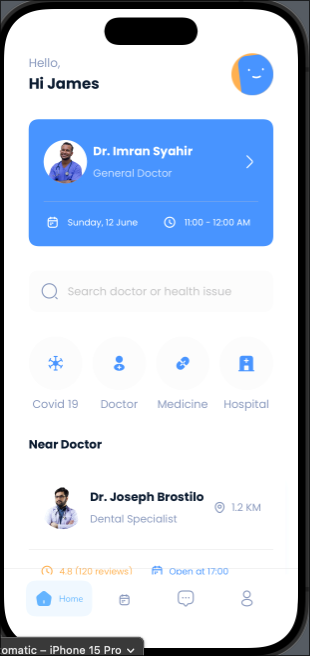 Hello,
Hi James
Dr. Imran Syahir
General Doctor
Sunday, 12 June
11:00 - 12:00 AM
Search doctor or health issue
Covid 19
Doctor
Medicine
Hospital
Near Doctor
Dr. Joseph Brostilo
1.2 KM
Dental Specialist
4.8 (120 reviews)
Open at 17:00
Home
omatic – iPhone 15 Pro